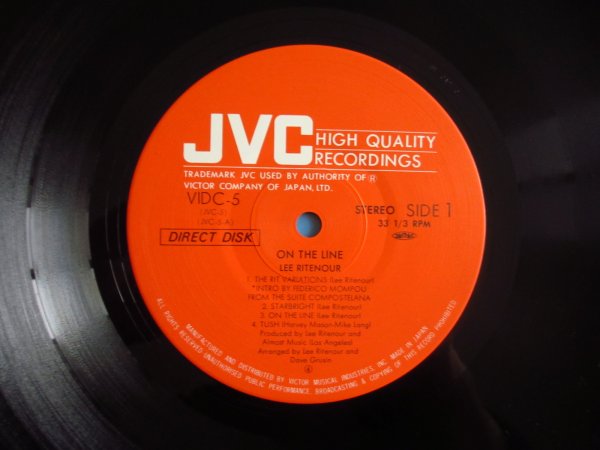 JVC HIGH QUALITY
RECORDINGS
TRADEMARK JVC USED BY AUTHORITY OF ®
VICTOR COMPANY OF JAPAN, LTD.
VIDC-5
(JVC-5)
(JVC-5-A)
STEREO SIDE 1
33 1/3 RPM
DIRECT DISK
ON THE LINE
LEE RITENOUR
1. THE RIT VARIATIONS (Lee Ritenour)
*INTRO BY FEDERICO MOMPOU
FROM THE SUITE COMPOSTELANA
2. STARBRIGHT (Lee Ritenour)
3. ON THE LINE (Lee Ritenour)
4. TUSH (Harvey Mason-Mike Lang)
Produced by Lee Ritenour and
Almost Music (Los Angeles)
Arranged by Lee Ritenour and
Dave Grusin
MANUFACTURED AND DISTRIBUTED BY VICTOR MUSICAL INDUSTRIES, INC. MADE IN JAPAN
ALL RIGHTS RESERVED UNAUTHORISED PUBLIC PERFORMANCE, BROADCASTING & COPYING OF THIS RECORD PROHIBITED